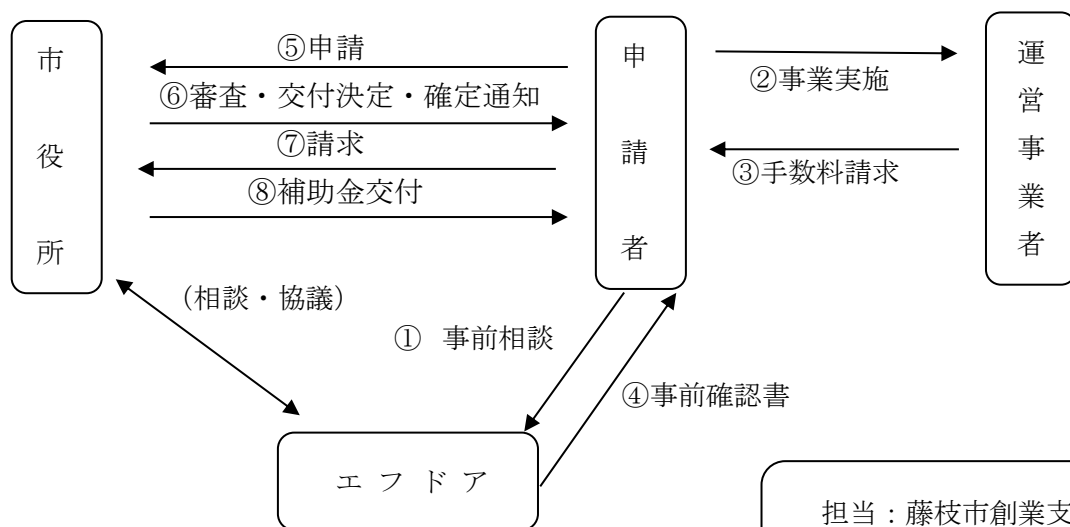 市役所
⑤申請
⑥審査・交付決定・確定通知
⑦請求
⑧補助金交付
申請者
②事業実施
③手数料請求
運営事業者
(相談・協議)
① 事前相談
④事前確認書
エフドア
担当：藤枝市創業支